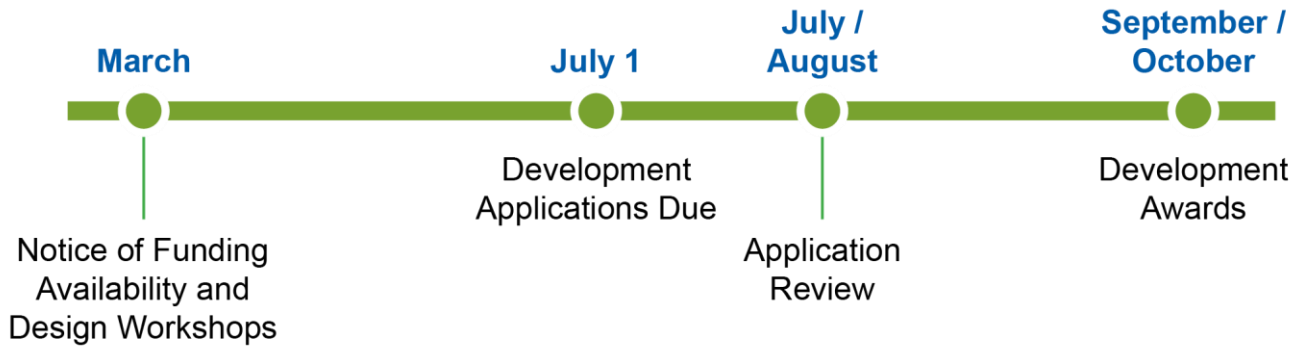 March
Notice of Funding
Availability and
Design Workshops
July 1
Development
Applications Due
July /
August
Application
Review
September /
October
Development
Awards